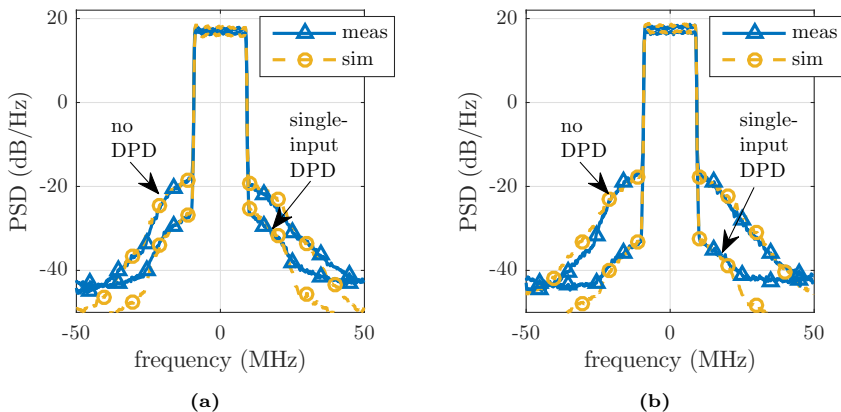 20
0
-20
-40
PSD (dB/Hz)
meas
sim
no
DPD
single-
input
DPD
-50
0
50
frequency (MHz)
(a)
20
0
-20
-40
PSD (dB/Hz)
meas
sim
no
DPD
single-
input
DPD
-50
0
50
frequency (MHz)
(b)